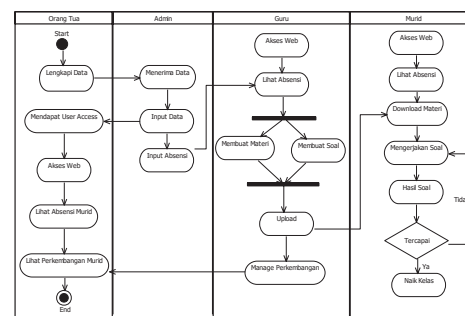 Orang Tua
Admin
Guru
Murid
Start
Lengkapi Data
Mendapat User Access
Akses Web
Lihat Absensi Murid
Lihat Perkembangan Murid
End
Menerima Data
Input Data
Input Absensi
Akses Web
Lihat Absensi
Membuat Materi
Membuat Soal
Upload
Manage Perkembangan
Akses Web
Lihat Absensi
Download Materi
Mengerjakan Soal
Hasil Soal
Tida
Tercapai
Ya
Naik Kelas